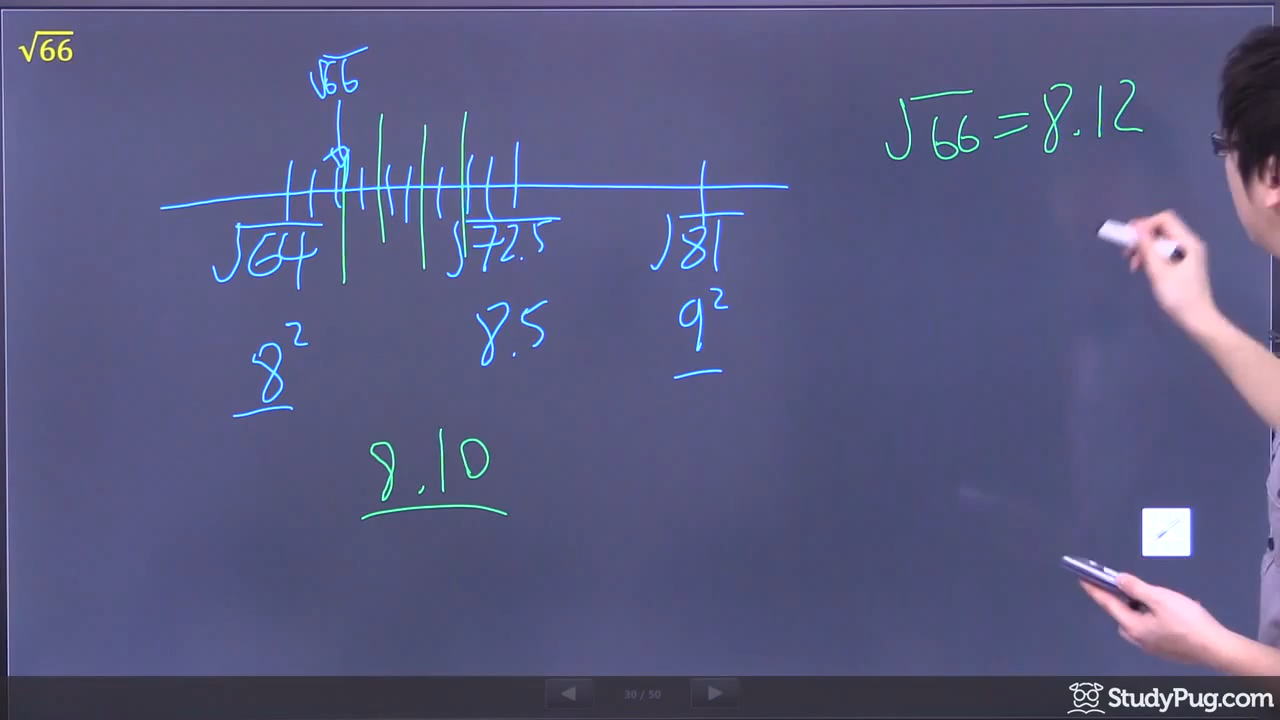 √66
√66
√66 = 8.12
√64 √72.5 √81
8² 8.5 9²
8.10
30 / 50
StudyPug.com